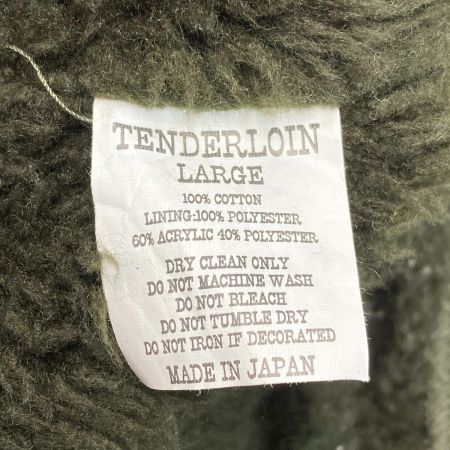 TENDERLOIN
LARGE
100% COTTON
LINING:100% POLYESTER
60% ACRYLIC 40% POLYESTER
DRY CLEAN ONLY
DO NOT MACHINE WASH
DO NOT BLEACH
DO NOT TUMBLE DRY
DO NOT IRON IF DECORATED
MADE IN JAPAN